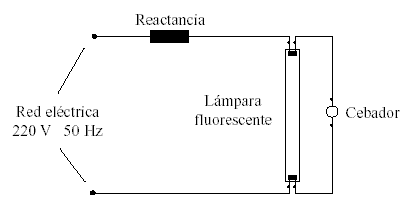 Reactancia
Red eléctrica
220 V 50 Hz
Lámpara
fluorescente
Cebador